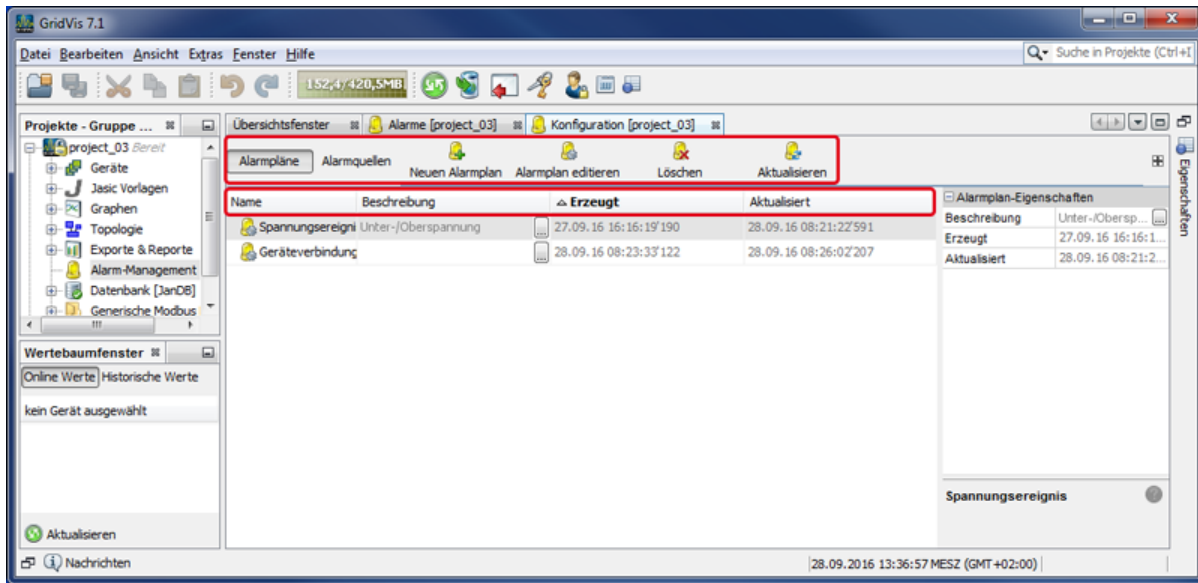 GridVis 7.1
Datei Bearbeiten Ansicht Extras Fenster Hilfe
Suche in Projekte (Ctrl+I
152,4/420,5MB
Projekte - Gruppe ...
project_03 Bereit
Geräte
Jasic Vorlagen
Graphen
Topologie
Exporte & Reporte
Alarm-Management
Datenbank [JanDB]
Generische Modbus
Wertebaumfenster
Online Werte Historische Werte
kein Gerät ausgewählt
Aktualisieren
Übersichtsfenster Alarme [project_03] Konfiguration [project_03]
Alarmpläne Alarmquellen Neuen Alarmplan Alarmplan editieren Löschen Aktualisieren
Name Beschreibung Erzeugt Aktualisiert
Spannungsereigni Unter-/Oberspannung ... 27.09.16 16:16:19'190 28.09.16 08:21:22'591
Geräteverbindung ... 28.09.16 08:23:33'122 28.09.16 08:26:02'207
Alarmplan-Eigenschaften
Beschreibung Unter-/Obersp... ...
Erzeugt 27.09.16 16:16:1...
Aktualisiert 28.09.16 08:21:2...
Spannungsereignis
Eigenschaften
Nachrichten
28.09.2016 13:36:57 MESZ (GMT+02:00)